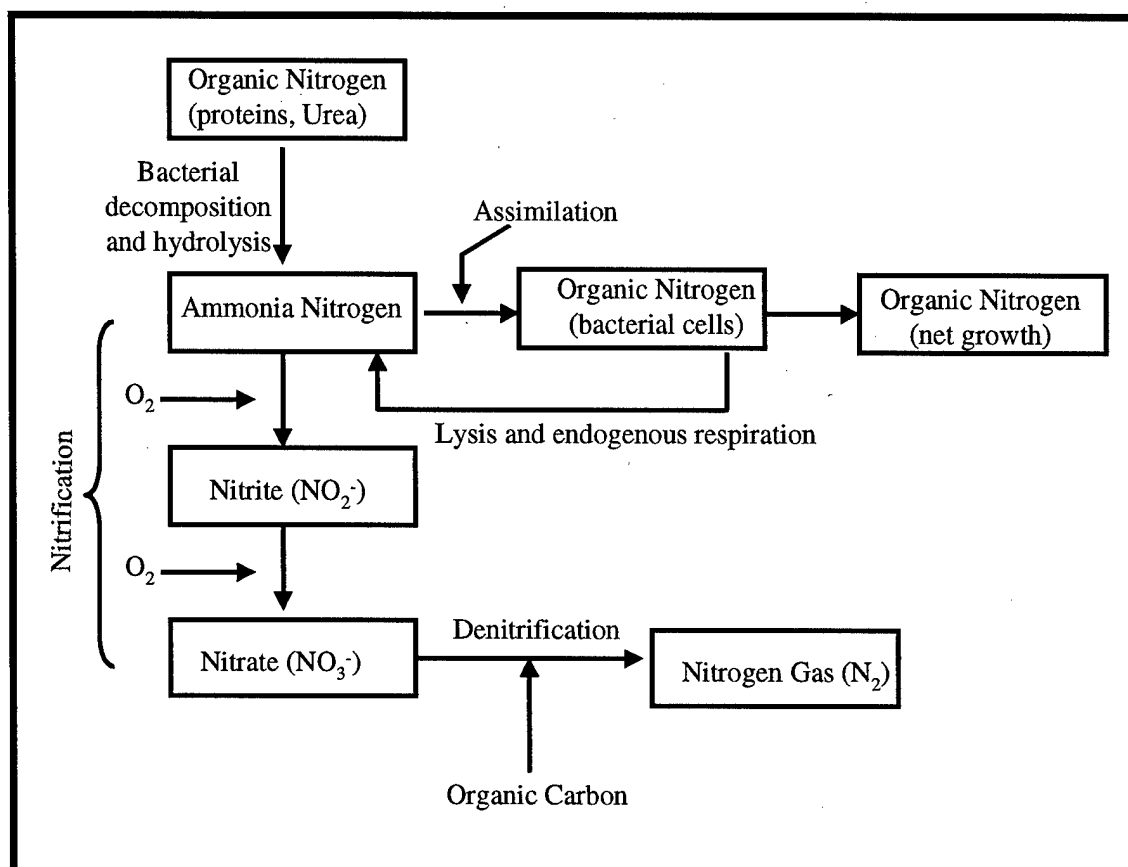 Organic Nitrogen
(proteins, Urea)
Bacterial
decomposition
and hydrolysis
Assimilation
Ammonia Nitrogen
Organic Nitrogen
(bacterial cells)
Organic Nitrogen
(net growth)
O₂
Lysis and endogenous respiration
Nitrification
Nitrite (NO₂⁻)
O₂
Nitrate (NO₃⁻)
Denitrification
Nitrogen Gas (N₂)
Organic Carbon